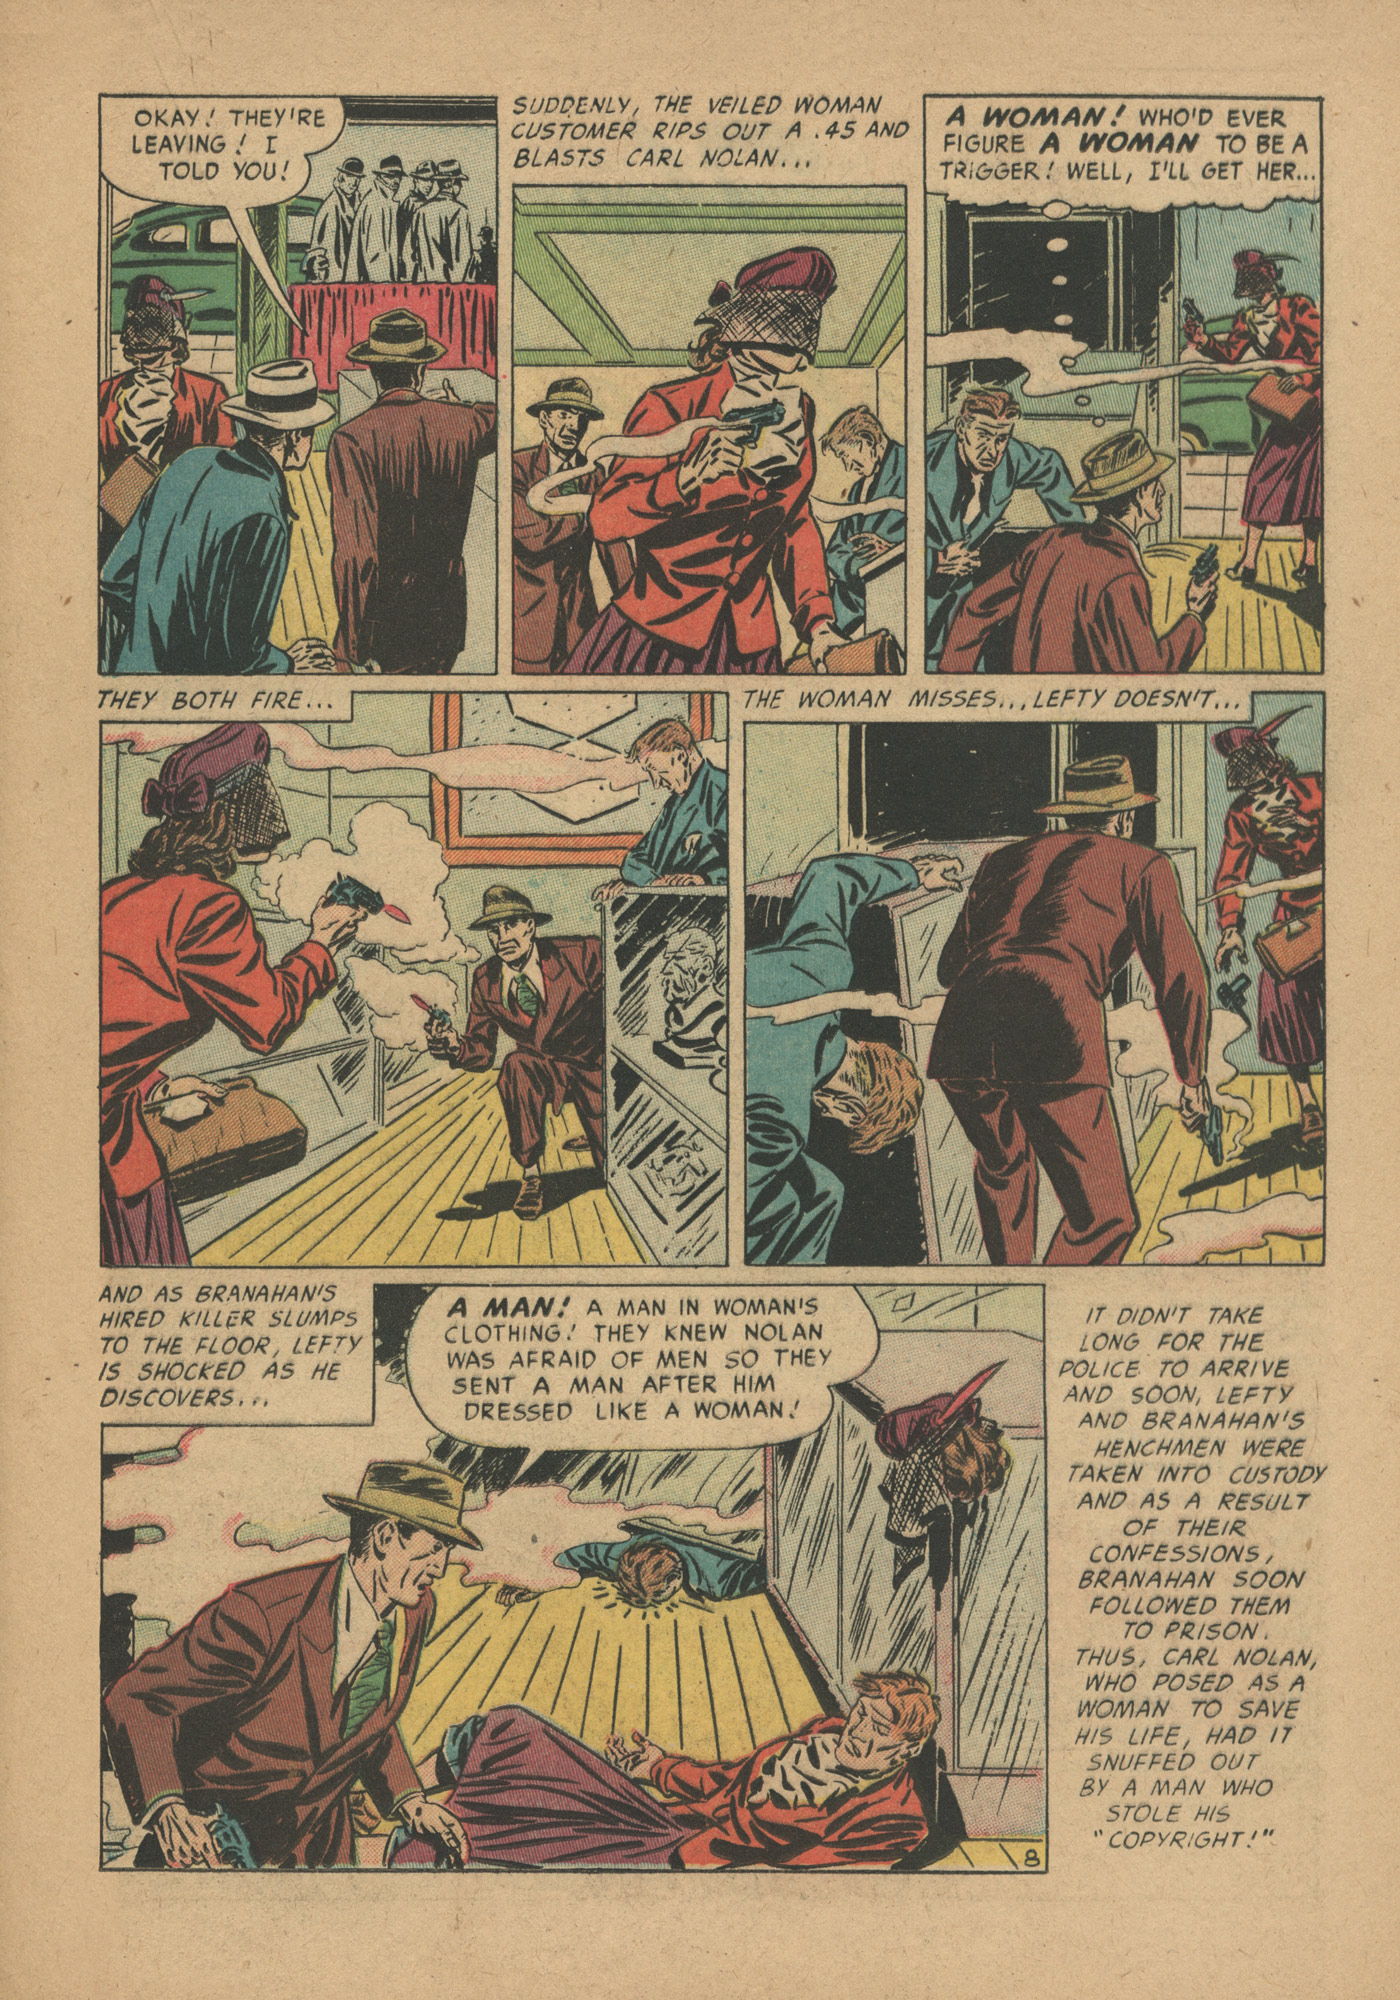 OKAY! THEY'RE
LEAVING! I
TOLD YOU!
SUDDENLY, THE VEILED WOMAN
CUSTOMER RIPS OUT A .45 AND
BLASTS CARL NOLAN...
A WOMAN! WHO'D EVER
FIGURE A WOMAN TO BE A
TRIGGER! WELL, I'LL GET HER...
THEY BOTH FIRE...
THE WOMAN MISSES... LEFTY DOESN'T...
AND AS BRANAHAN'S
HIRED KILLER SLUMPS
TO THE FLOOR, LEFTY
IS SHOCKED AS HE
DISCOVERS...
A MAN! A MAN IN WOMAN'S
CLOTHING! THEY KNEW NOLAN
WAS AFRAID OF MEN SO THEY
SENT A MAN AFTER HIM
DRESSED LIKE A WOMAN!
8
IT DIDN'T TAKE
LONG FOR THE
POLICE TO ARRIVE
AND SOON, LEFTY
AND BRANAHAN'S
HENCHMEN WERE
TAKEN INTO CUSTODY
AND AS A RESULT
OF THEIR
CONFESSIONS,
BRANAHAN SOON
FOLLOWED THEM
TO PRISON.
THUS, CARL NOLAN,
WHO POSED AS A
WOMAN TO SAVE
HIS LIFE, HAD IT
SNUFFED OUT
BY A MAN WHO
STOLE HIS
"COPYRIGHT!"